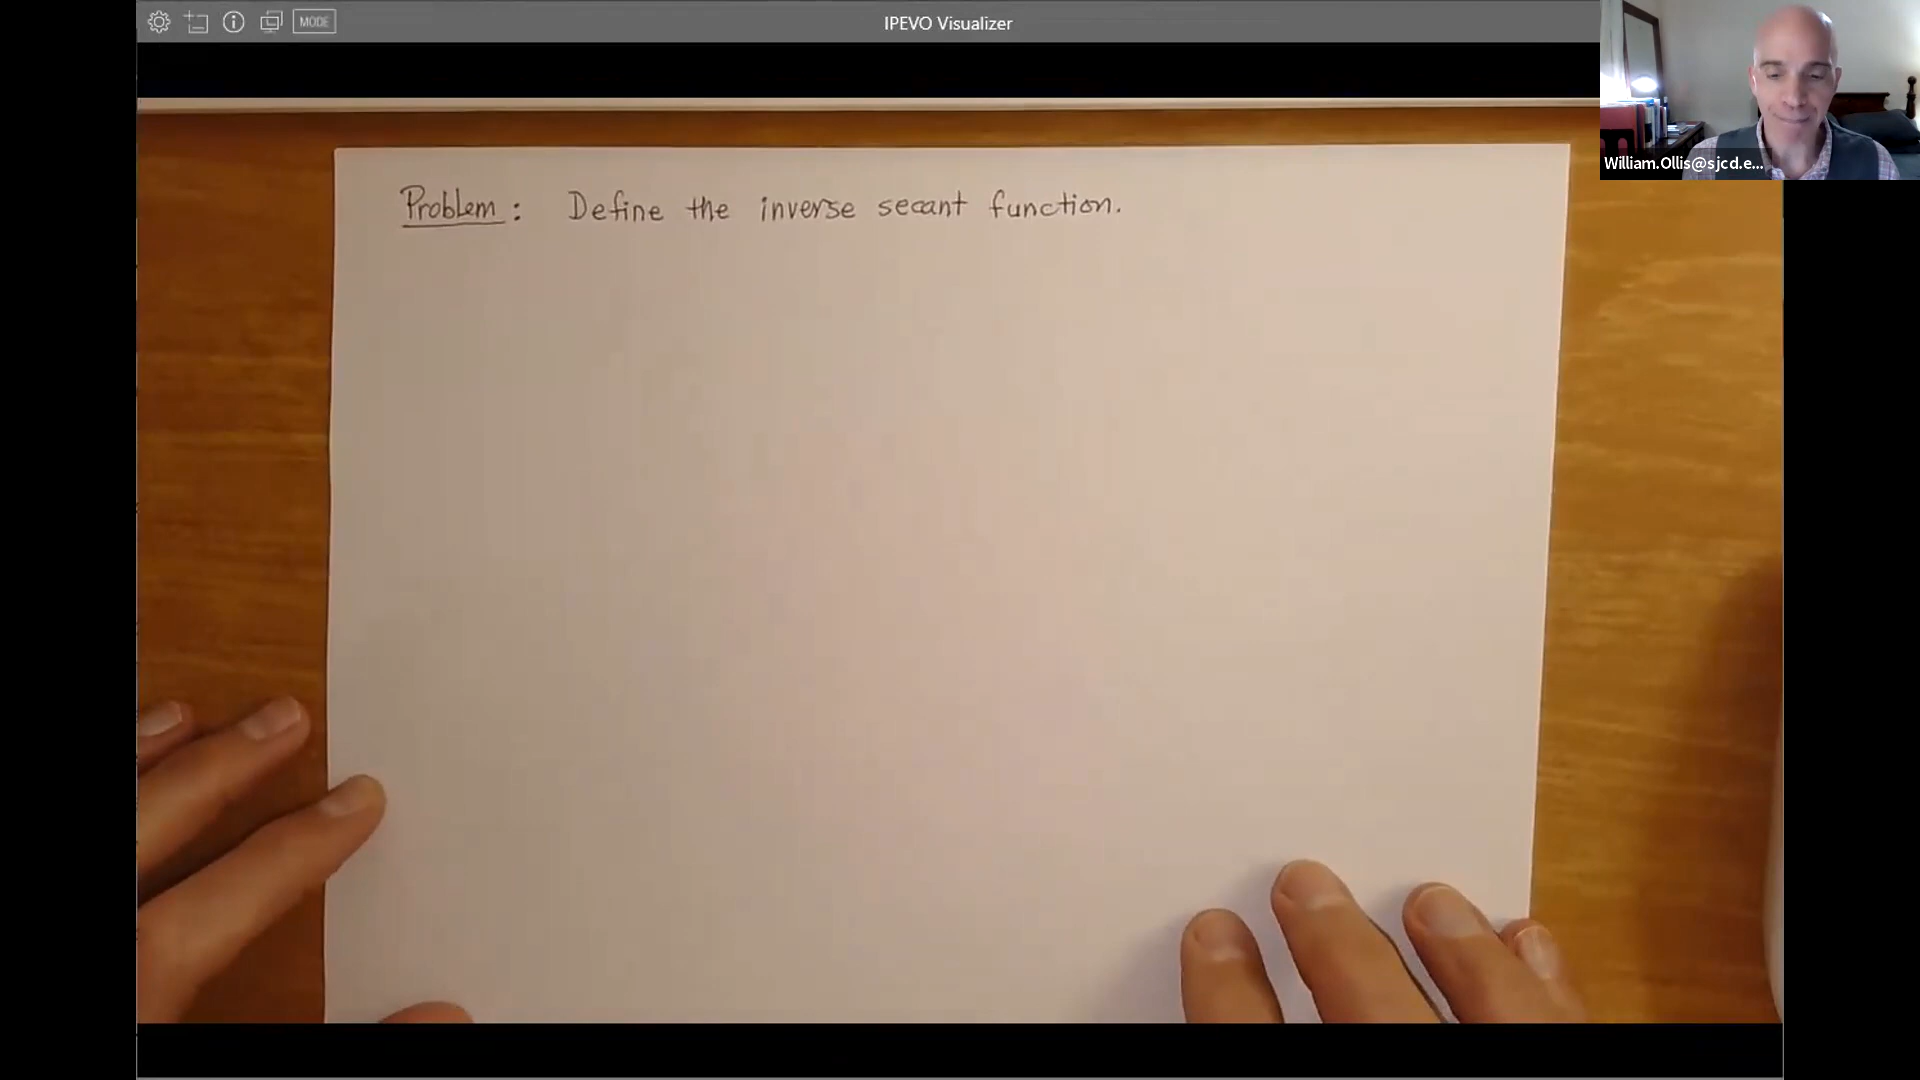 MODE
IPEVO Visualizer
William.Ollis@sjcd.e...
Problem: Define the inverse secant function.